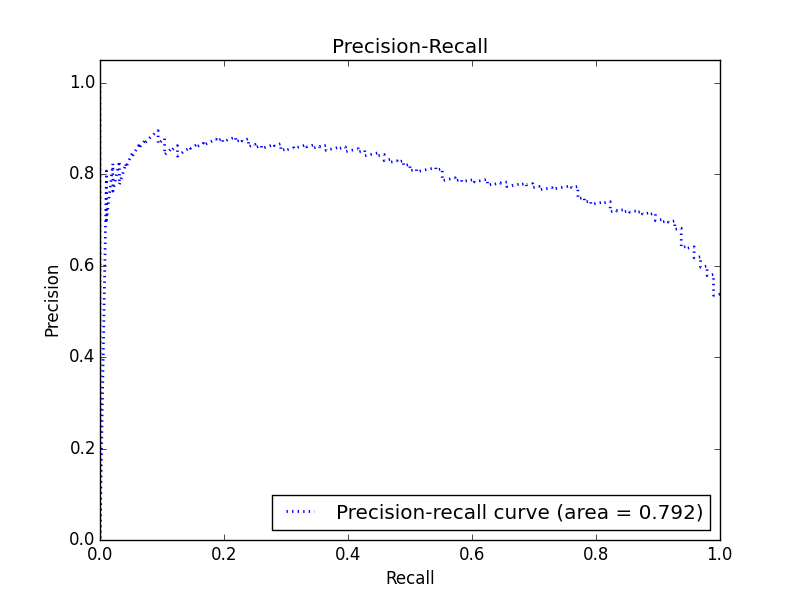 Precision-Recall
1.0
0.8
0.6
0.4
0.2
0.0
Precision
0.0 0.2 0.4 0.6 0.8 1.0
Recall
Precision-recall curve (area = 0.792)